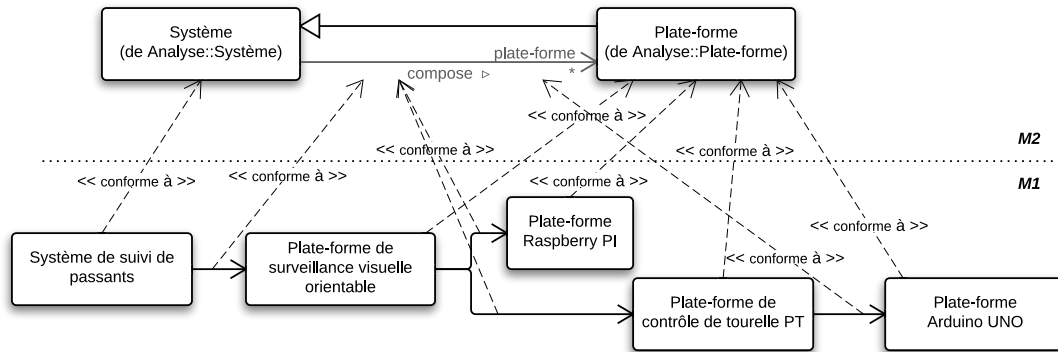 Système
(de Analyse::Système)
Plate-forme
(de Analyse::Plate-forme)
plate-forme
compose ▹
*
<< conforme à >>
<< conforme à >>
<< conforme à >>
M2
<< conforme à >>
<< conforme à >>
<< conforme à >>
M1
<< conforme à >>
<< conforme à >>
Plate-forme
Raspberry PI
Système de suivi de
passants
Plate-forme de
surveillance visuelle
orientable
Plate-forme de
contrôle de tourelle PT
Plate-forme
Arduino UNO